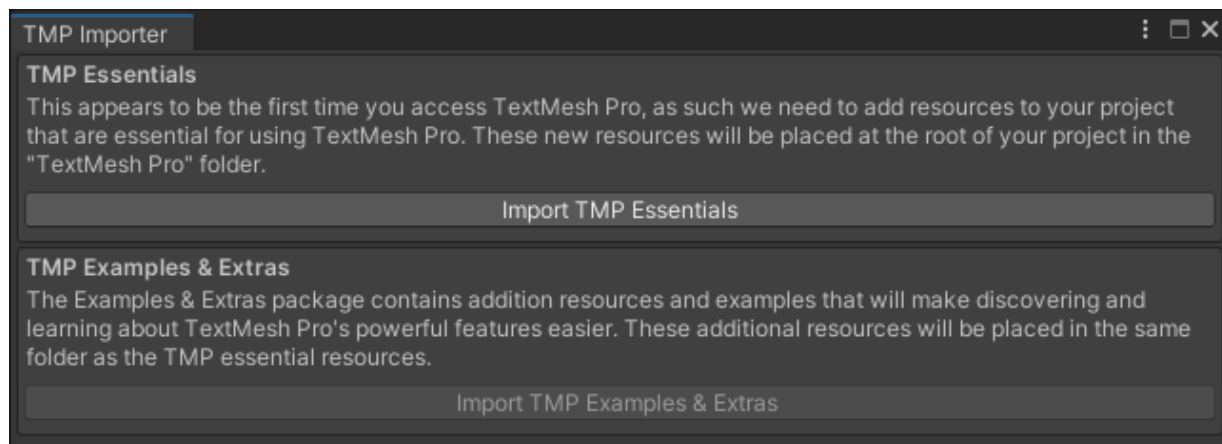 TMP Importer
TMP Essentials
This appears to be the first time you access TextMesh Pro, as such we need to add resources to your project
that are essential for using TextMesh Pro. These new resources will be placed at the root of your project in the
"TextMesh Pro" folder.
Import TMP Essentials
TMP Examples & Extras
The Examples & Extras package contains addition resources and examples that will make discovering and
learning about TextMesh Pro's powerful features easier. These additional resources will be placed in the same
folder as the TMP essential resources.
Import TMP Examples & Extras